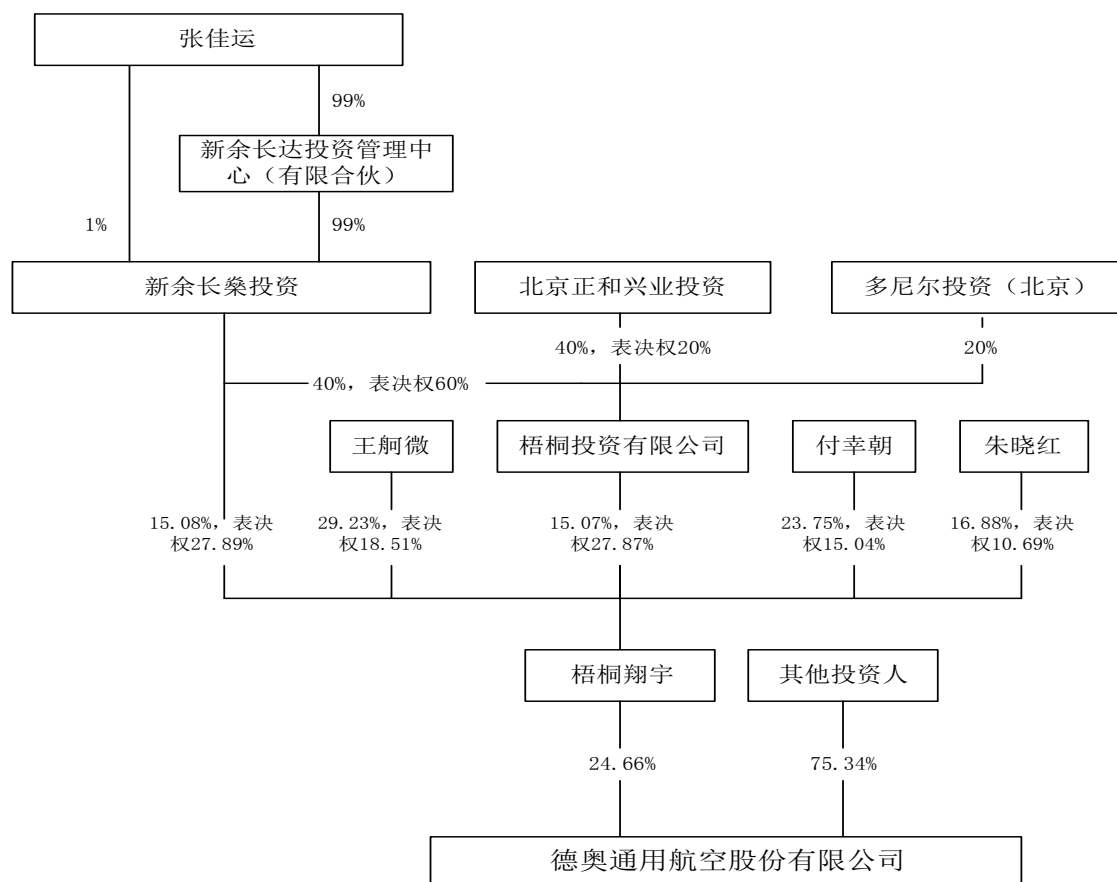 张佳运
99%
新余长达投资管理中
心（有限合伙）
1%
99%
新余长燊投资
北京正和兴业投资
多尼尔投资（北京）
40%，表决权20%
20%
40%，表决权60%
王舸微
梧桐投资有限公司
付幸朝
朱晓红
15.08%，表决
权27.89%
29.23%，表决
权18.51%
15.07%，表决
权27.87%
23.75%，表决
权15.04%
16.88%，表决
权10.69%
梧桐翔宇
其他投资人
24.66%
75.34%
德奥通用航空股份有限公司